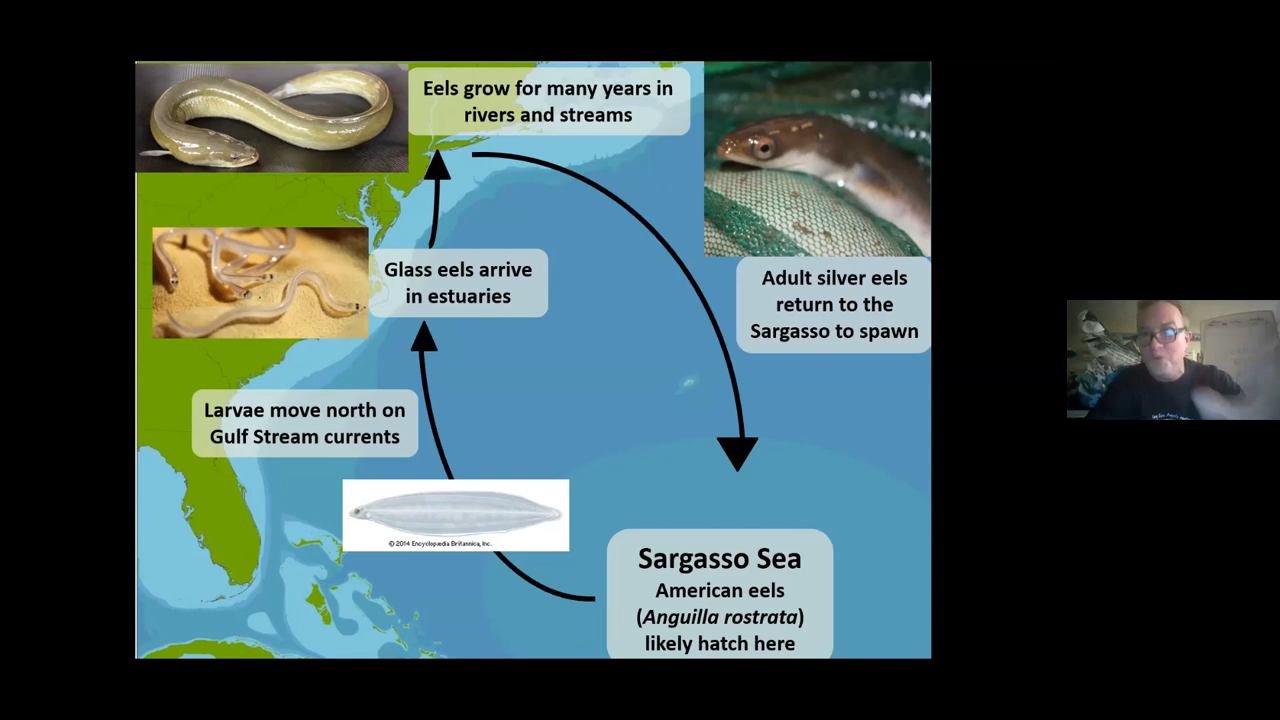 Eels grow for many years in
rivers and streams
Glass eels arrive
in estuaries
Adult silver eels
return to the
Sargasso to spawn
Larvae move north on
Gulf Stream currents
© 2014 Encyclopædia Britannica, Inc.
Sargasso Sea
American eels
(Anguilla rostrata)
likely hatch here